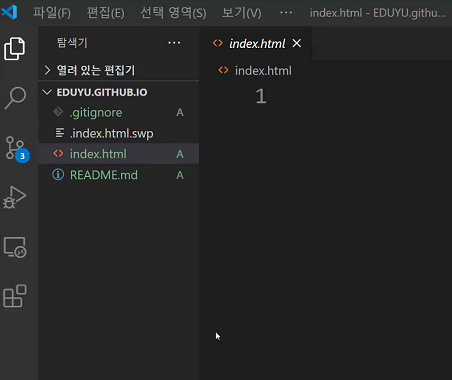 파일(F) 편집(E) 선택 영역(S) 보기(V) ··· index.html - EDUYU.githu...
탐색기 ···
index.html
열려 있는 편집기
index.html
EDUYU.GITHUB.IO
1
.gitignore A
.index.html.swp
3
index.html A
README.md A